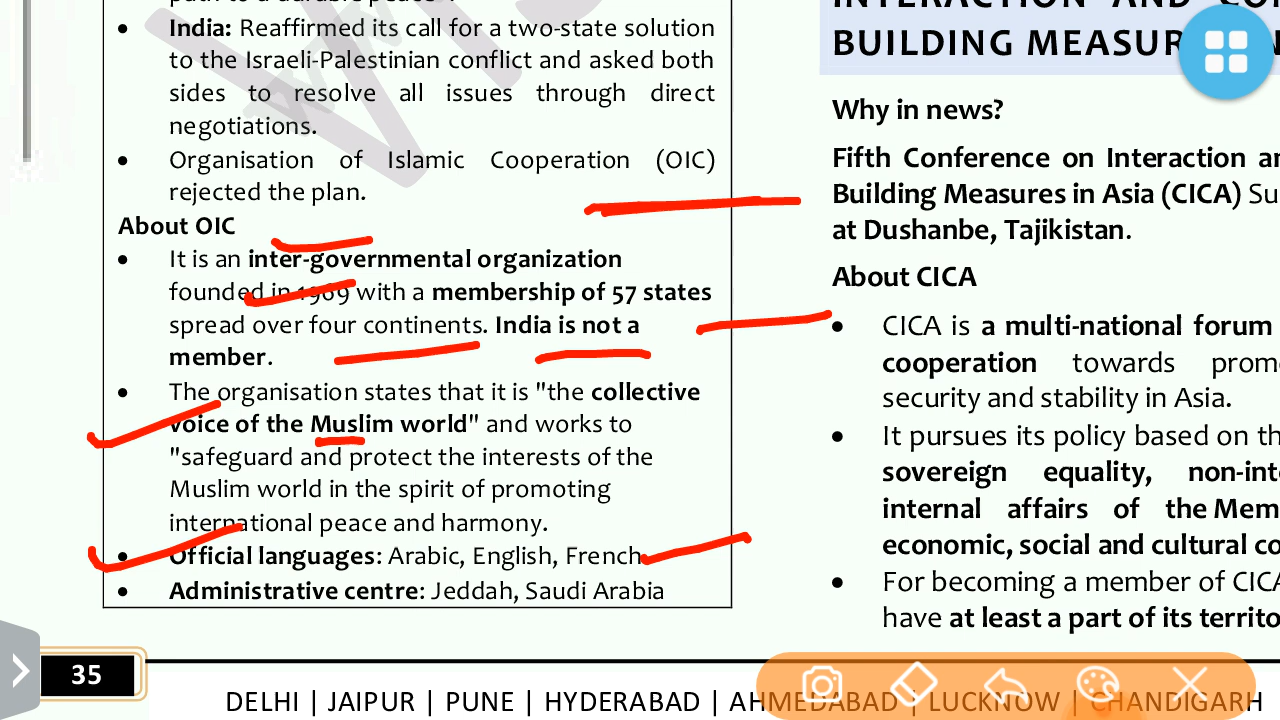 path to a durable peace".
• India: Reaffirmed its call for a two-state solution
to the Israeli-Palestinian conflict and asked both
sides to resolve all issues through direct
negotiations.
• Organisation of Islamic Cooperation (OIC)
rejected the plan.
About OIC
• It is an inter-governmental organization
founded in 1969 with a membership of 57 states
spread over four continents. India is not a
member.
• The organisation states that it is "the collective
voice of the Muslim world" and works to
"safeguard and protect the interests of the
Muslim world in the spirit of promoting
international peace and harmony.
• Official languages: Arabic, English, French
• Administrative centre: Jeddah, Saudi Arabia
INTERACTION AND CO
BUILDING MEASUR
Why in news?
Fifth Conference on Interaction an
Building Measures in Asia (CICA) Su
at Dushanbe, Tajikistan.
About CICA
• CICA is a multi-national forum
cooperation towards promo
security and stability in Asia.
• It pursues its policy based on th
sovereign equality, non-inte
internal affairs of the Mem
economic, social and cultural co
• For becoming a member of CICA
have at least a part of its territo
35
DELHI | JAIPUR | PUNE | HYDERABAD | AHMEDABAD | LUCKNOW | CHANDIGARH